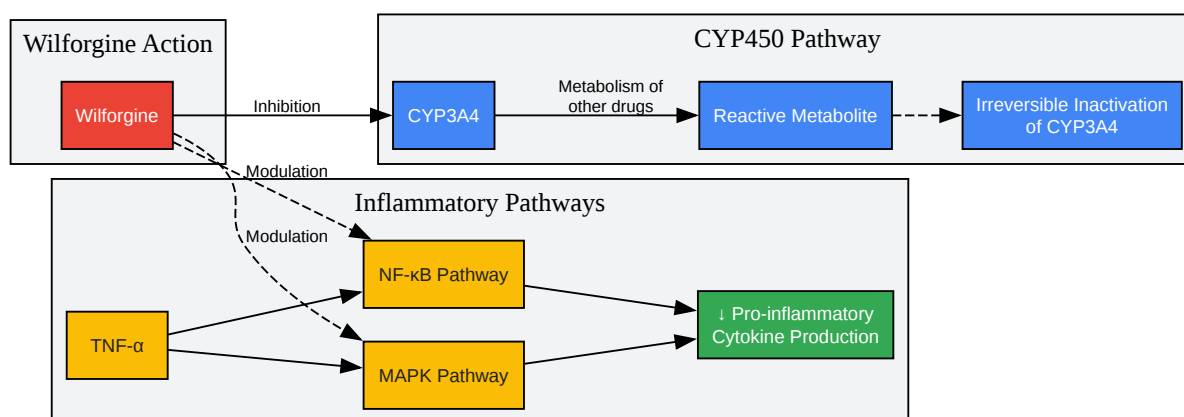 Wilforgine Action
CYP450 Pathway
Wilforgine
Inhibition
CYP3A4
Metabolism of
other drugs
Reactive Metabolite
Irreversible Inactivation
of CYP3A4
Modulation
Inflammatory Pathways
Modulation
NF-κB Pathway
TNF-α
MAPK Pathway
↓ Pro-inflammatory
Cytokine Production